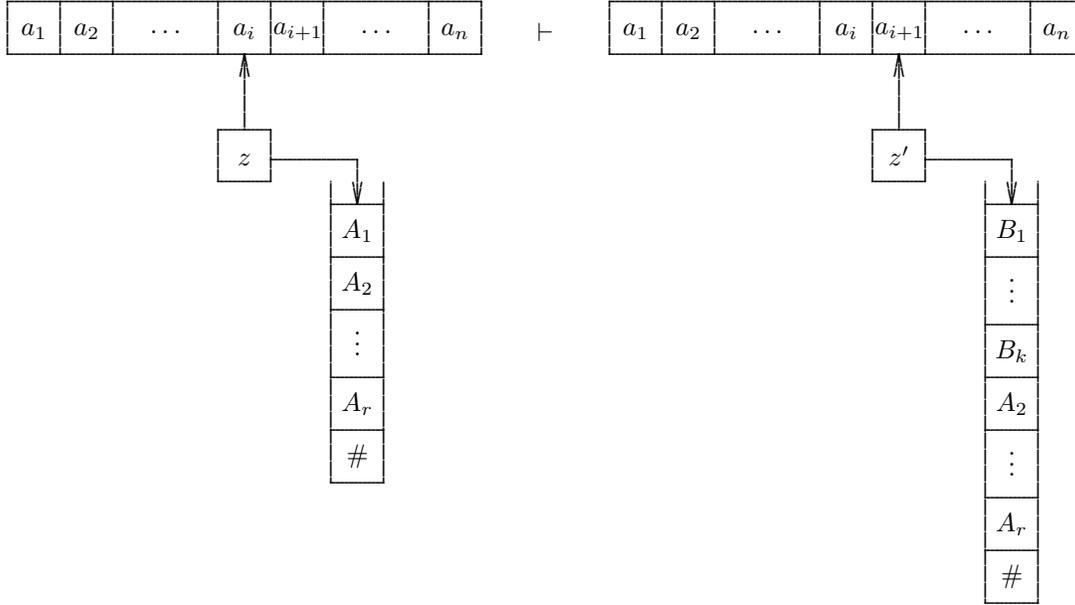 a₁ a₂ ⋯ aᵢ aᵢ₊₁ ⋯ aₙ ⊢ a₁ a₂ ⋯ aᵢ aᵢ₊₁ ⋯ aₙ
z z′
A₁ B₁
A₂ ⋮
⋮ Bₖ
Aᵣ A₂
# ⋮
Aᵣ
#